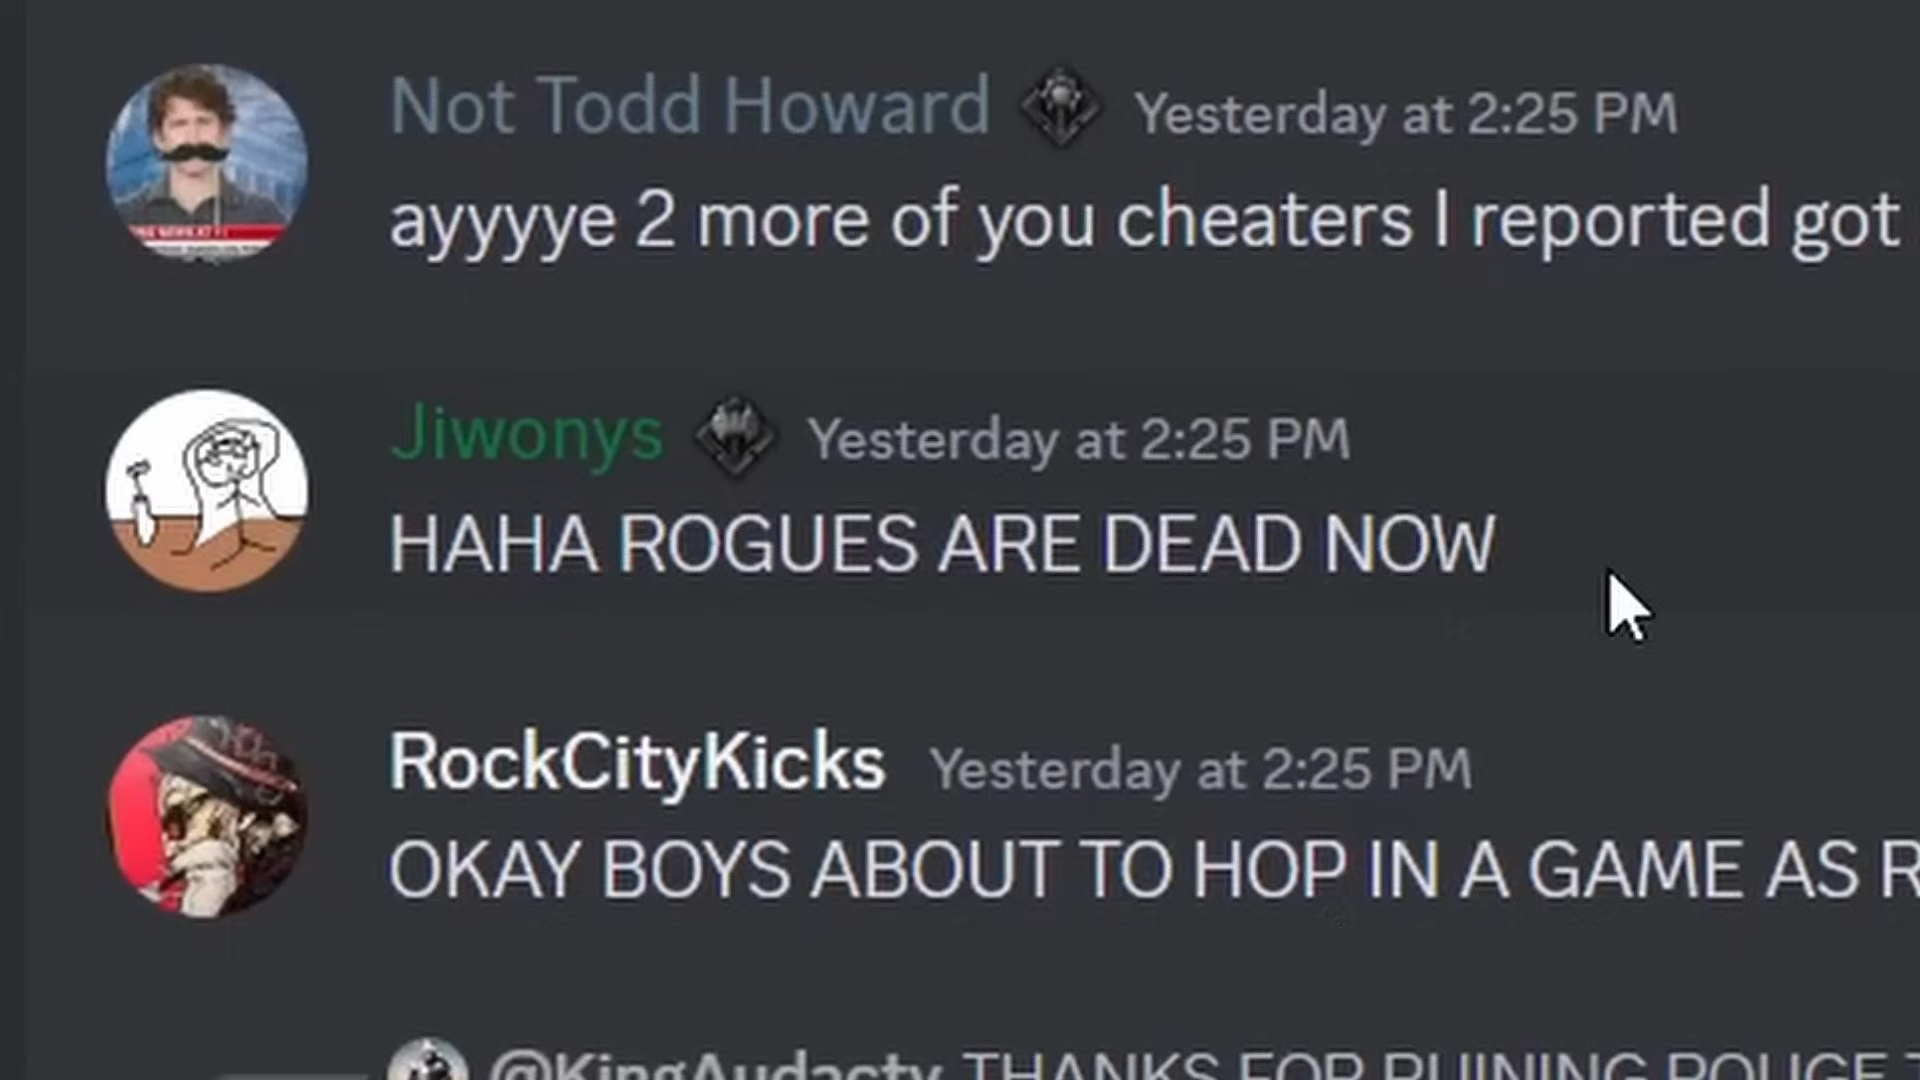 Not Todd Howard Yesterday at 2:25 PM
ayyyye 2 more of you cheaters I reported got
Jiwonys Yesterday at 2:25 PM
HAHA ROGUES ARE DEAD NOW
RockCityKicks Yesterday at 2:25 PM
OKAY BOYS ABOUT TO HOP IN A GAME AS R
@KingAudacty THANKS FOR RUINING ROUGE